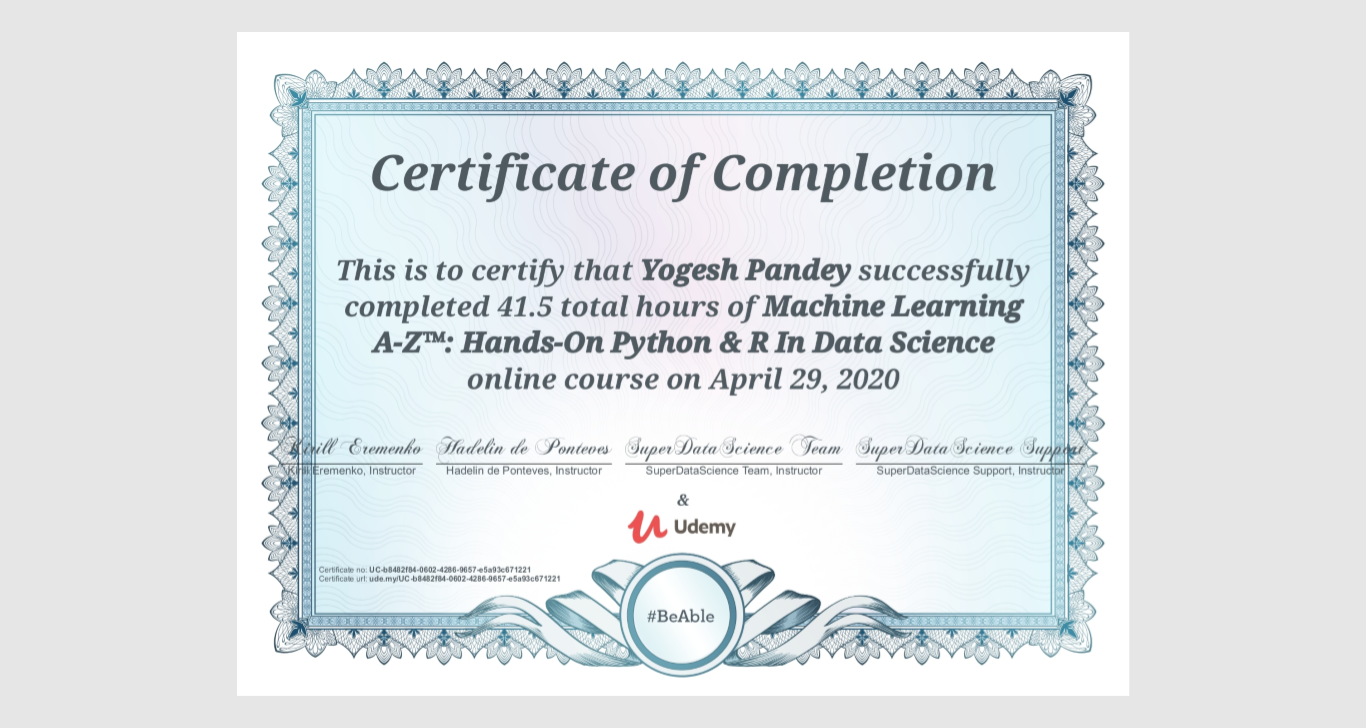 Certificate of Completion
This is to certify that Yogesh Pandey successfully
completed 41.5 total hours of Machine Learning
A-Z™: Hands-On Python & R In Data Science
online course on April 29, 2020
Kirill Eremenko Hadelin de Ponteves SuperDataScience Team SuperDataScience Support
Kirill Eremenko, Instructor Hadelin de Ponteves, Instructor SuperDataScience Team, Instructor SuperDataScience Support, Instructor
&
Udemy
Certificate no: UC-b8482f84-0602-4286-9657-e5a93c671221
Certificate url: ude.my/UC-b8482f84-0602-4286-9657-e5a93c671221
#BeAble